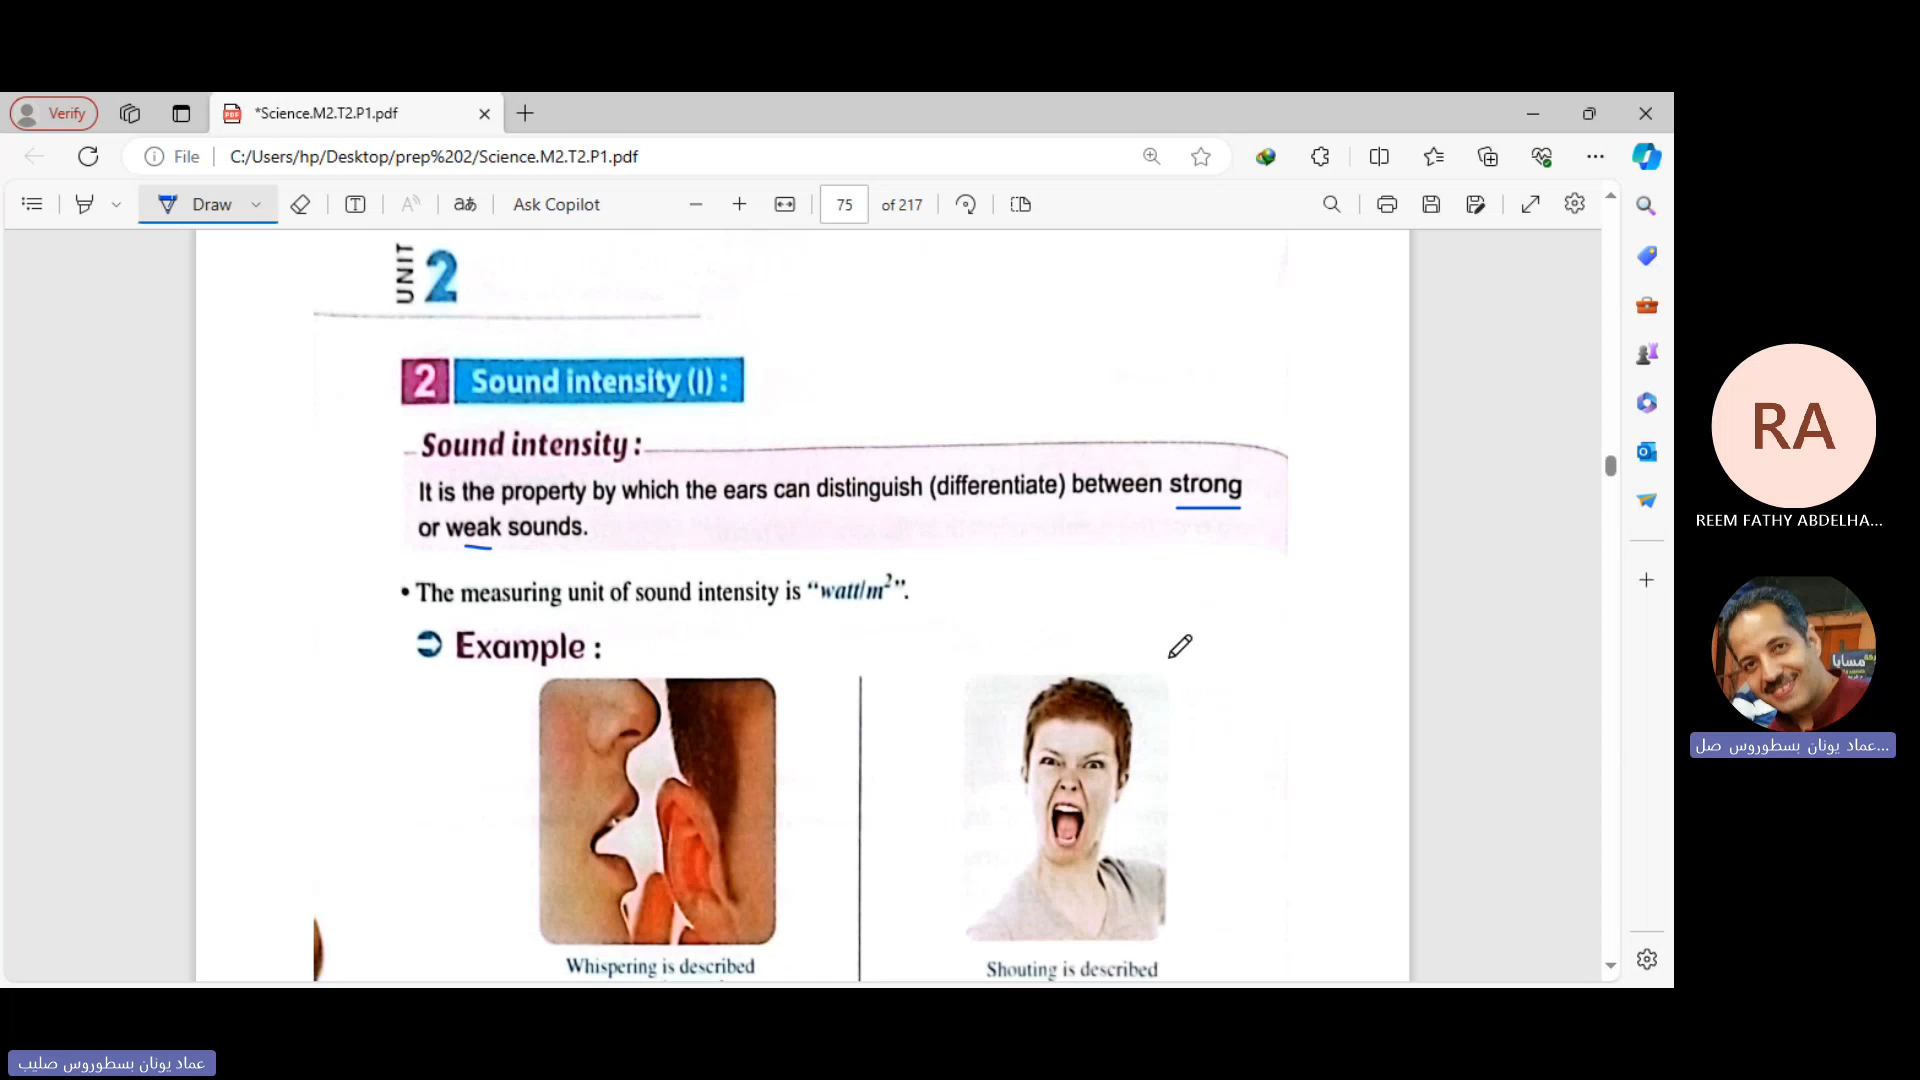 Verify
*Science.M2.T2.P1.pdf
File
C:/Users/hp/Desktop/prep%202/Science.M2.T2.P1.pdf
Draw
Ask Copilot
75 of 217
UNIT 2
2 Sound intensity (I) :
Sound intensity :
It is the property by which the ears can distinguish (differentiate) between strong
or weak sounds.
• The measuring unit of sound intensity is “watt/m²”.
Example :
Whispering is described
Shouting is described
RA
REEM FATHY ABDELHA...
مسابا
عماد يونان بسطوروس صل...
عماد يونان بسطوروس صليب